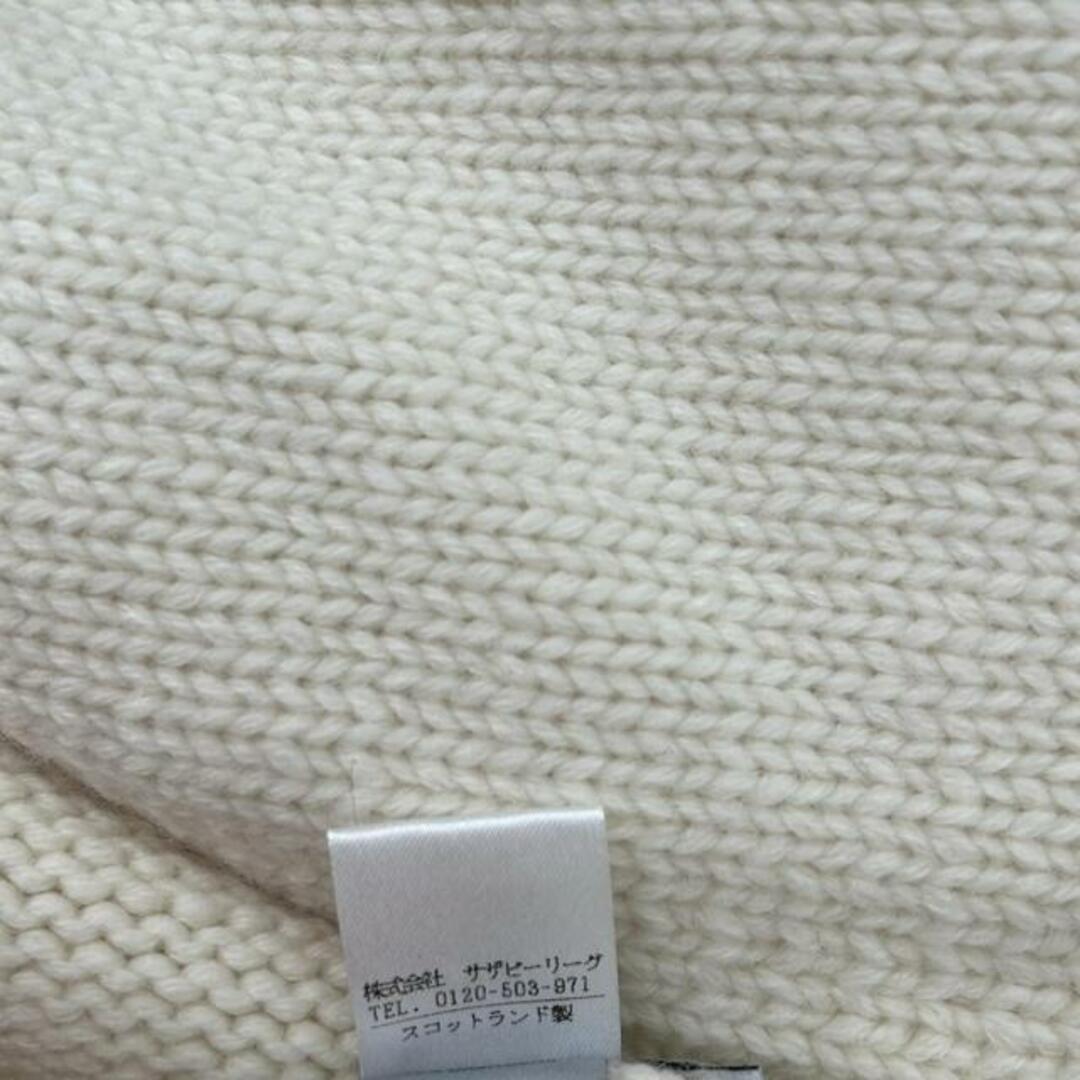 株式会社 サザビーリーグ
TEL. 0120-503-971
スコットランド製